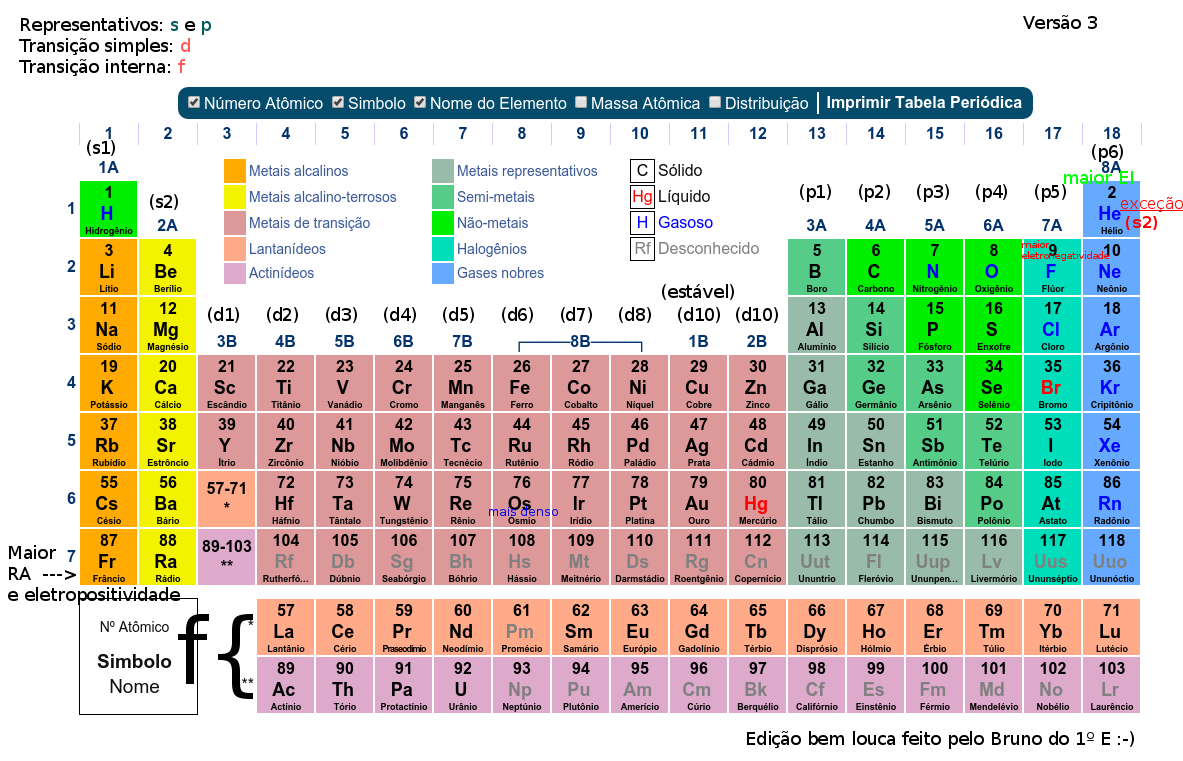 Representativos: s e p
Transição simples: d
Transição interna: f
Versão 3
Número Atômico Simbolo Nome do Elemento Massa Atômica Distribuição Imprimir Tabela Periódica
1 2 3 4 5 6 7 8 9 10 11 12 13 14 15 16 17 18
(s1) (p6)
1A 8A
Metais alcalinos Metais representativos C Sólido
Metais alcalino-terrosos Semi-metais Hg Líquido
Metais de transição Não-metais H Gasoso
Lantanídeos Halogênios Rf Desconhecido
Actinídeos Gases nobres
maior EI
(s2) (p1) (p2) (p3) (p4) (p5)
2A 3A 4A 5A 6A 7A
exceção
(s2)
1
1 2
H He
Hidrogênio Hélio
2
3 4 5 6 7 8 9 10
Li Be B C N O F Ne
Lítio Berílio Boro Carbono Nitrogênio Oxigênio Flúor Neônio
maior
eletronegatividade
(estável)
(d1) (d2) (d3) (d4) (d5) (d6) (d7) (d8) (d10) (d10)
3B 4B 5B 6B 7B 8B 1B 2B
3
11 12 13 14 15 16 17 18
Na Mg Al Si P S Cl Ar
Sódio Magnésio Alumínio Silício Fósforo Enxofre Cloro Argônio
4
19 20 21 22 23 24 25 26 27 28 29 30 31 32 33 34 35 36
K Ca Sc Ti V Cr Mn Fe Co Ni Cu Zn Ga Ge As Se Br Kr
Potássio Cálcio Escândio Titânio Vanádio Cromo Manganês Ferro Cobalto Níquel Cobre Zinco Gálio Germânio Arsênio Selênio Bromo Criptônio
5
37 38 39 40 41 42 43 44 45 46 47 48 49 50 51 52 53 54
Rb Sr Y Zr Nb Mo Tc Ru Rh Pd Ag Cd In Sn Sb Te I Xe
Rubídio Estrôncio Ítrio Zircônio Nióbio Molibdênio Tecnécio Rutênio Ródio Paládio Prata Cádmio Índio Estanho Antimônio Telúrio Iodo Xenônio
6
55 56 57-71 72 73 74 75 76 77 78 79 80 81 82 83 84 85 86
Cs Ba * Hf Ta W Re Os Ir Pt Au Hg Tl Pb Bi Po At Rn
mais denso
Césio Bário Háfnio Tântalo Tungstênio Rênio Ósmio Irídio Platina Ouro Mercúrio Tálio Chumbo Bismuto Polônio Astato Radônio
7
87 88 89-103 104 105 106 107 108 109 110 111 112 113 114 115 116 117 118
Fr Ra ** Rf Db Sg Bh Hs Mt Ds Rg Cn Uut Fl Uup Lv Uus Uuo
Frâncio Rádio Rutherfó... Dúbnio Seabórgio Bóhrio Hássio Meitnério Darmstádio Roentgênio Copernício Ununtrio Fleróvio Ununpen... Livermório Ununséptio Ununóctio
Maior
RA --->
e eletropositividade
Nº Atômico
Simbolo
Nome
f { * **
57 58 59 60 61 62 63 64 65 66 67 68 69 70 71
La Ce Pr Nd Pm Sm Eu Gd Tb Dy Ho Er Tm Yb Lu
Lantânio Cério Praseodímio Neodímio Promécio Samário Európio Gadolínio Térbio Disprósio Hólmio Érbio Túlio Itérbio Lutécio
89 90 91 92 93 94 95 96 97 98 99 100 101 102 103
Ac Th Pa U Np Pu Am Cm Bk Cf Es Fm Md No Lr
Actínio Tório Protactínio Urânio Neptúnio Plutônio Amerício Cúrio Berquélio Califórnio Einstênio Férmio Mendelévio Nobélio Laurêncio
Edição bem louca feito pelo Bruno do 1º E :-)